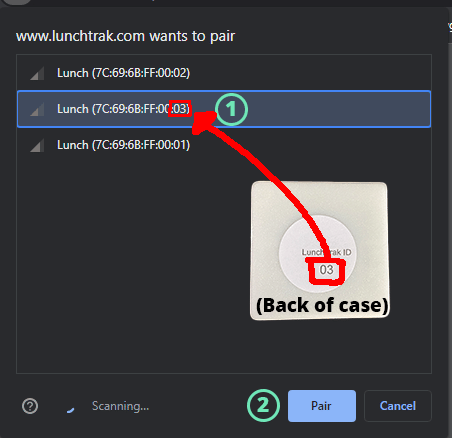 www.lunchtrak.com wants to pair
Lunch (7C:69:6B:FF:00:02)
Lunch (7C:69:6B:FF:00:03)
1
Lunch (7C:69:6B:FF:00:01)
Lunchtrak ID
03
(Back of case)
?
Scanning...
2
Pair
Cancel